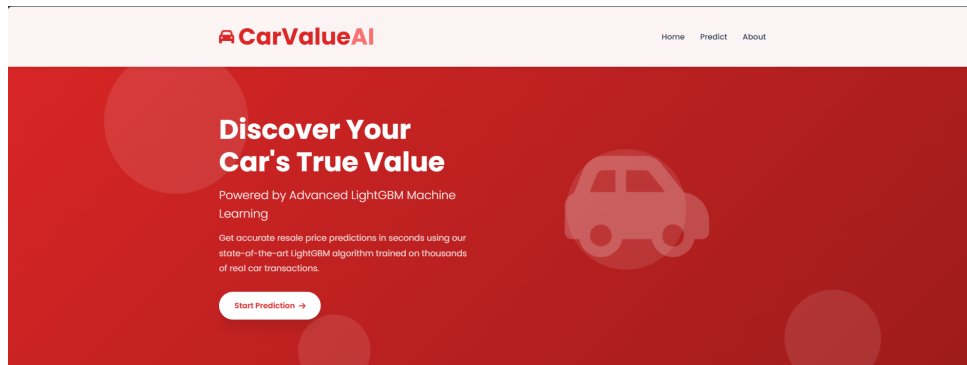 CarValueAI
Home Predict About
Discover Your
Car's True Value
Powered by Advanced LightGBM Machine
Learning
Get accurate resale price predictions in seconds using our
state-of-the-art LightGBM algorithm trained on thousands
of real car transactions.
Start Prediction →